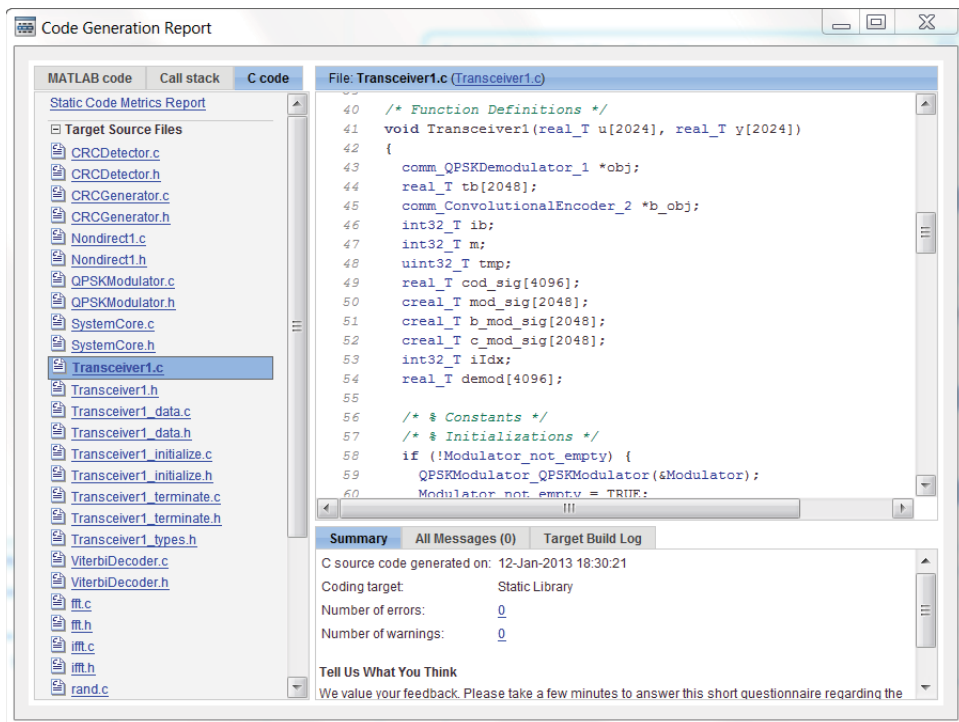 Code Generation Report
MATLAB code Call stack C code
Static Code Metrics Report
Target Source Files
CRCDetector.c
CRCDetector.h
CRCGenerator.c
CRCGenerator.h
Nondirect1.c
Nondirect1.h
QPSKModulator.c
QPSKModulator.h
SystemCore.c
SystemCore.h
Transceiver1.c
Transceiver1.h
Transceiver1_data.c
Transceiver1_data.h
Transceiver1_initialize.c
Transceiver1_initialize.h
Transceiver1_terminate.c
Transceiver1_terminate.h
Transceiver1_types.h
ViterbiDecoder.c
ViterbiDecoder.h
fft.c
fft.h
ifft.c
ifft.h
rand.c
File: Transceiver1.c (Transceiver1.c)
40 /* Function Definitions */
41 void Transceiver1(real_T u[2024], real_T y[2024])
42 {
43 comm_QPSKDemodulator_1 *obj;
44 real_T tb[2048];
45 comm_ConvolutionalEncoder_2 *b_obj;
46 int32_T ib;
47 int32_T m;
48 uint32_T tmp;
49 real_T cod_sig[4096];
50 creal_T mod_sig[2048];
51 creal_T b_mod_sig[2048];
52 creal_T c_mod_sig[2048];
53 int32_T iIdx;
54 real_T demod[4096];
55
56 /* % Constants */
57 /* % Initializations */
58 if (!Modulator_not_empty) {
59 QPSKModulator_QPSKModulator(&Modulator);
60 Modulator_not_empty = TRUE;
Summary All Messages (0) Target Build Log
C source code generated on: 12-Jan-2013 18:30:21
Coding target: Static Library
Number of errors: 0
Number of warnings: 0
Tell Us What You Think
We value your feedback. Please take a few minutes to answer this short questionnaire regarding the